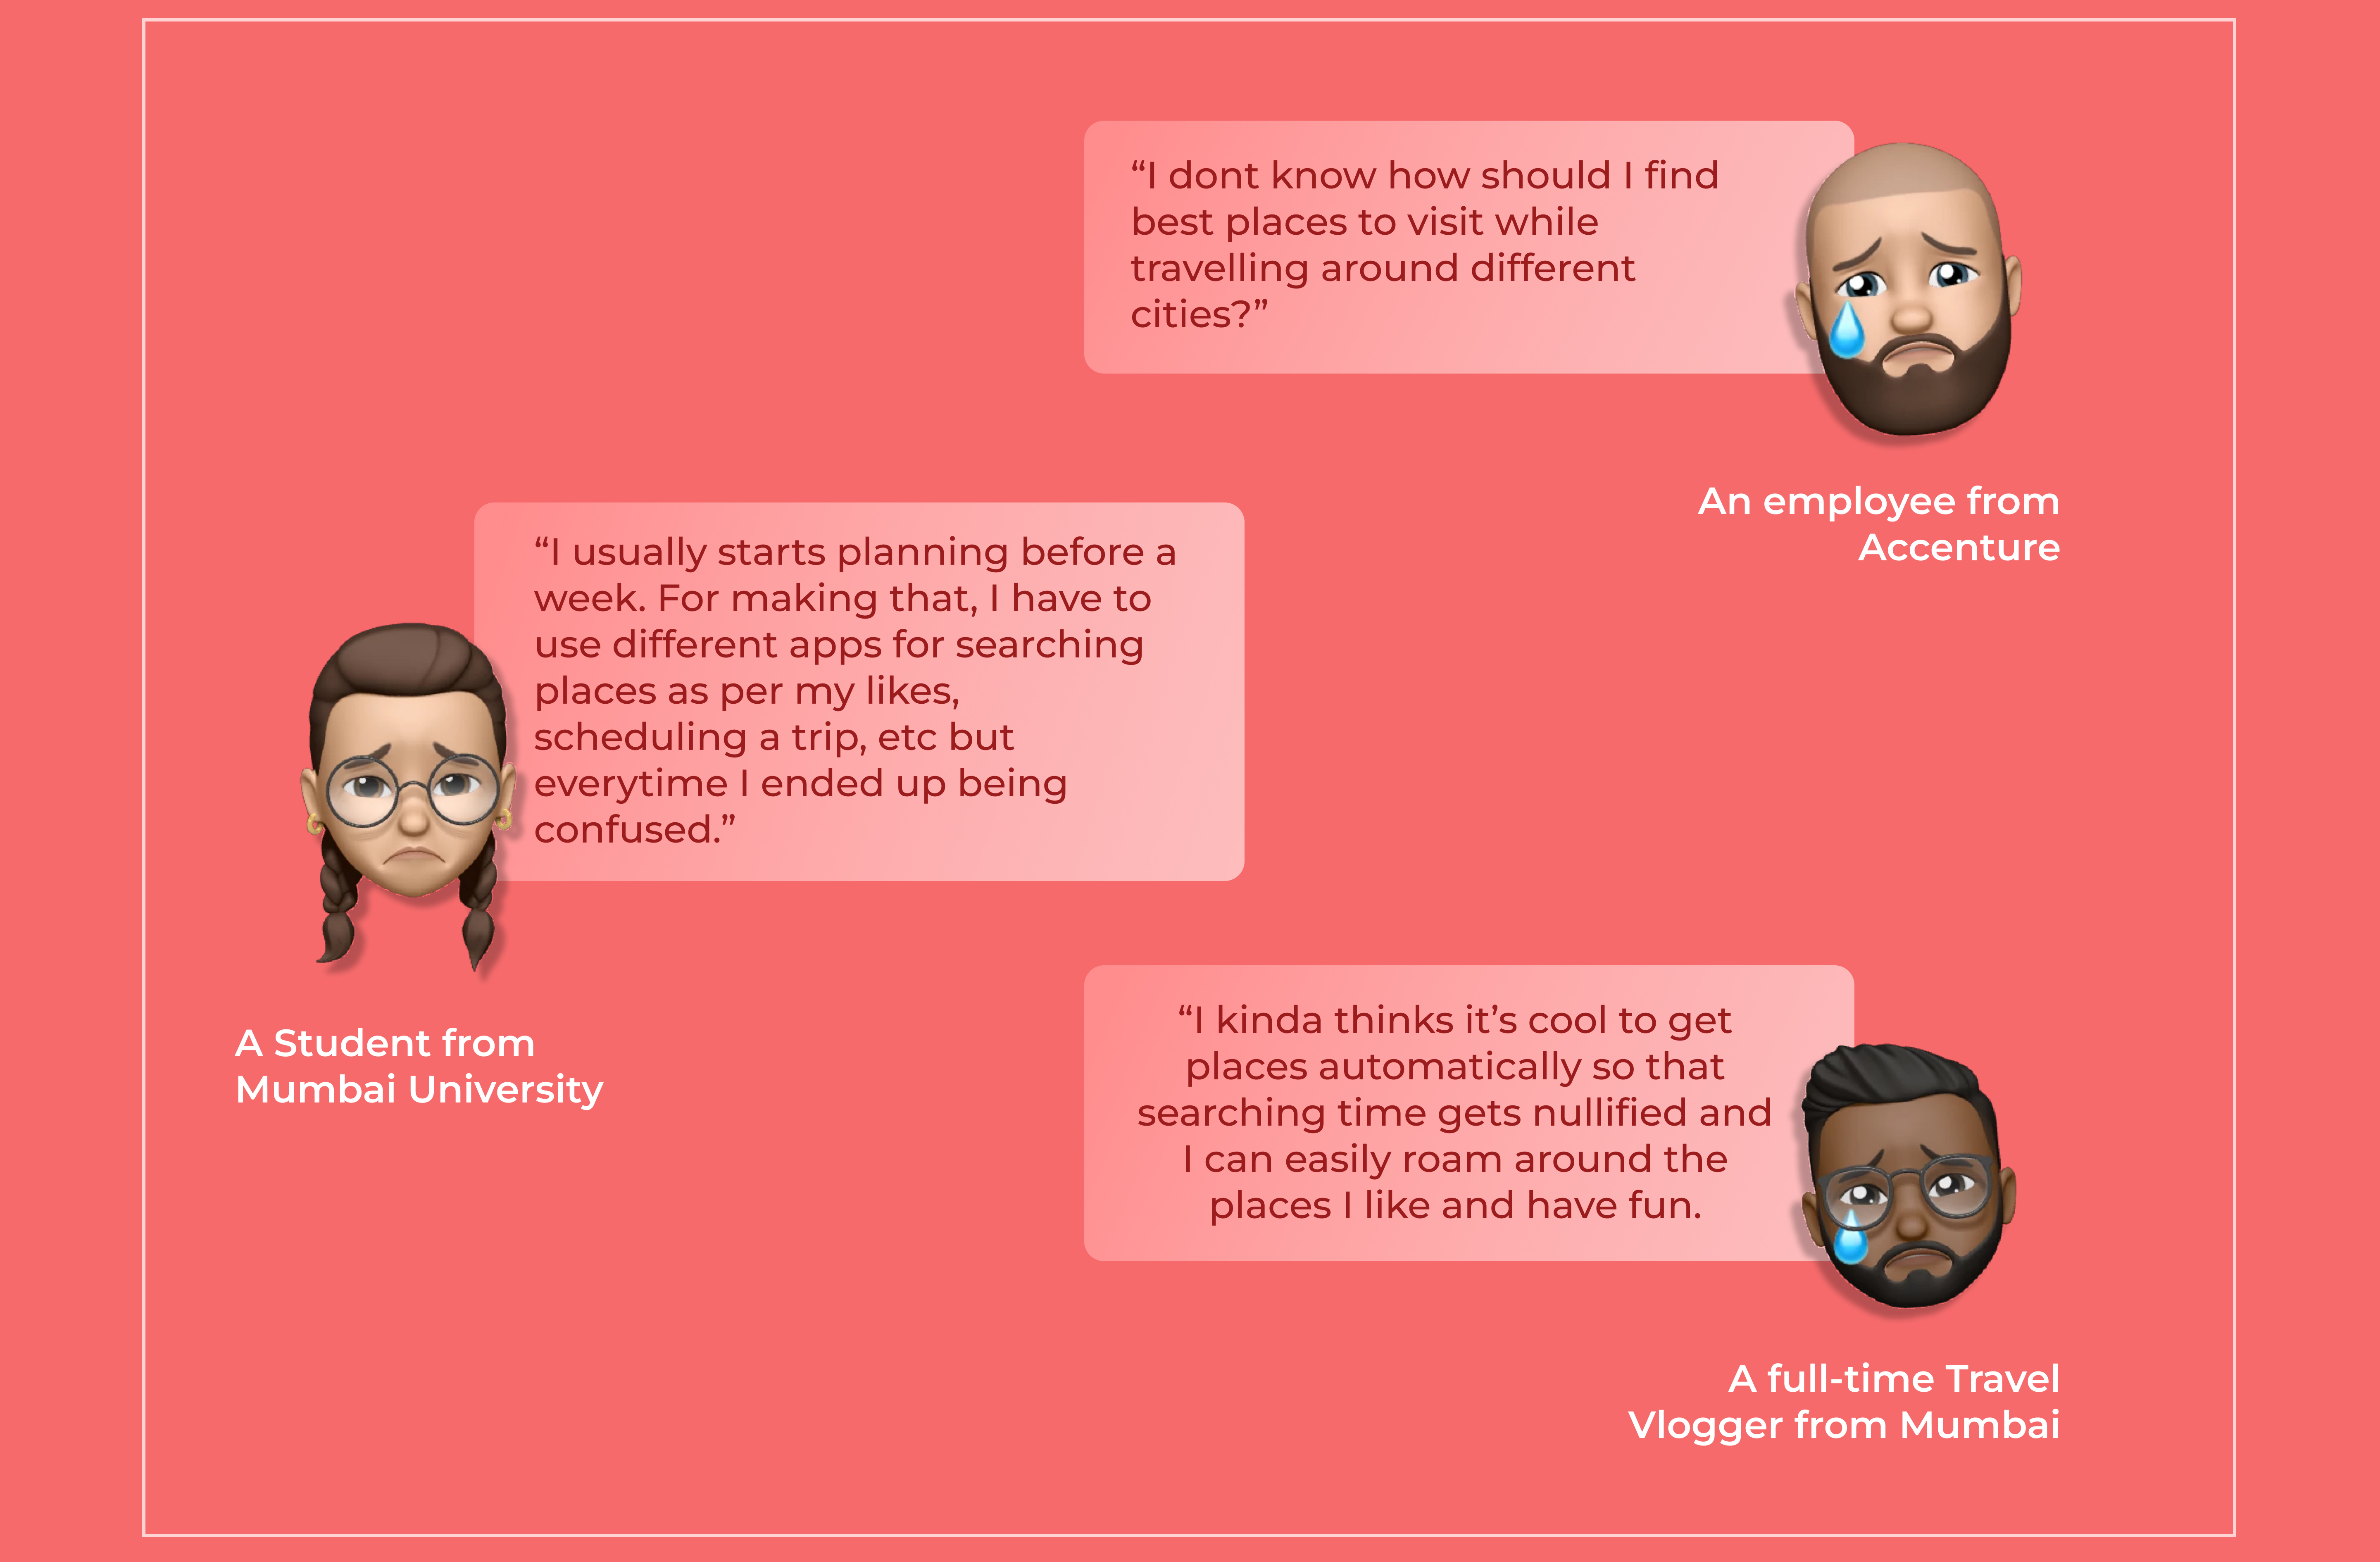 “I dont know how should I find
best places to visit while
travelling around different
cities?”
An employee from
Accenture
“I usually starts planning before a
week. For making that, I have to
use different apps for searching
places as per my likes,
scheduling a trip, etc but
everytime I ended up being
confused.”
A Student from
Mumbai University
“I kinda thinks it’s cool to get
places automatically so that
searching time gets nullified and
I can easily roam around the
places I like and have fun.
A full-time Travel
Vlogger from Mumbai